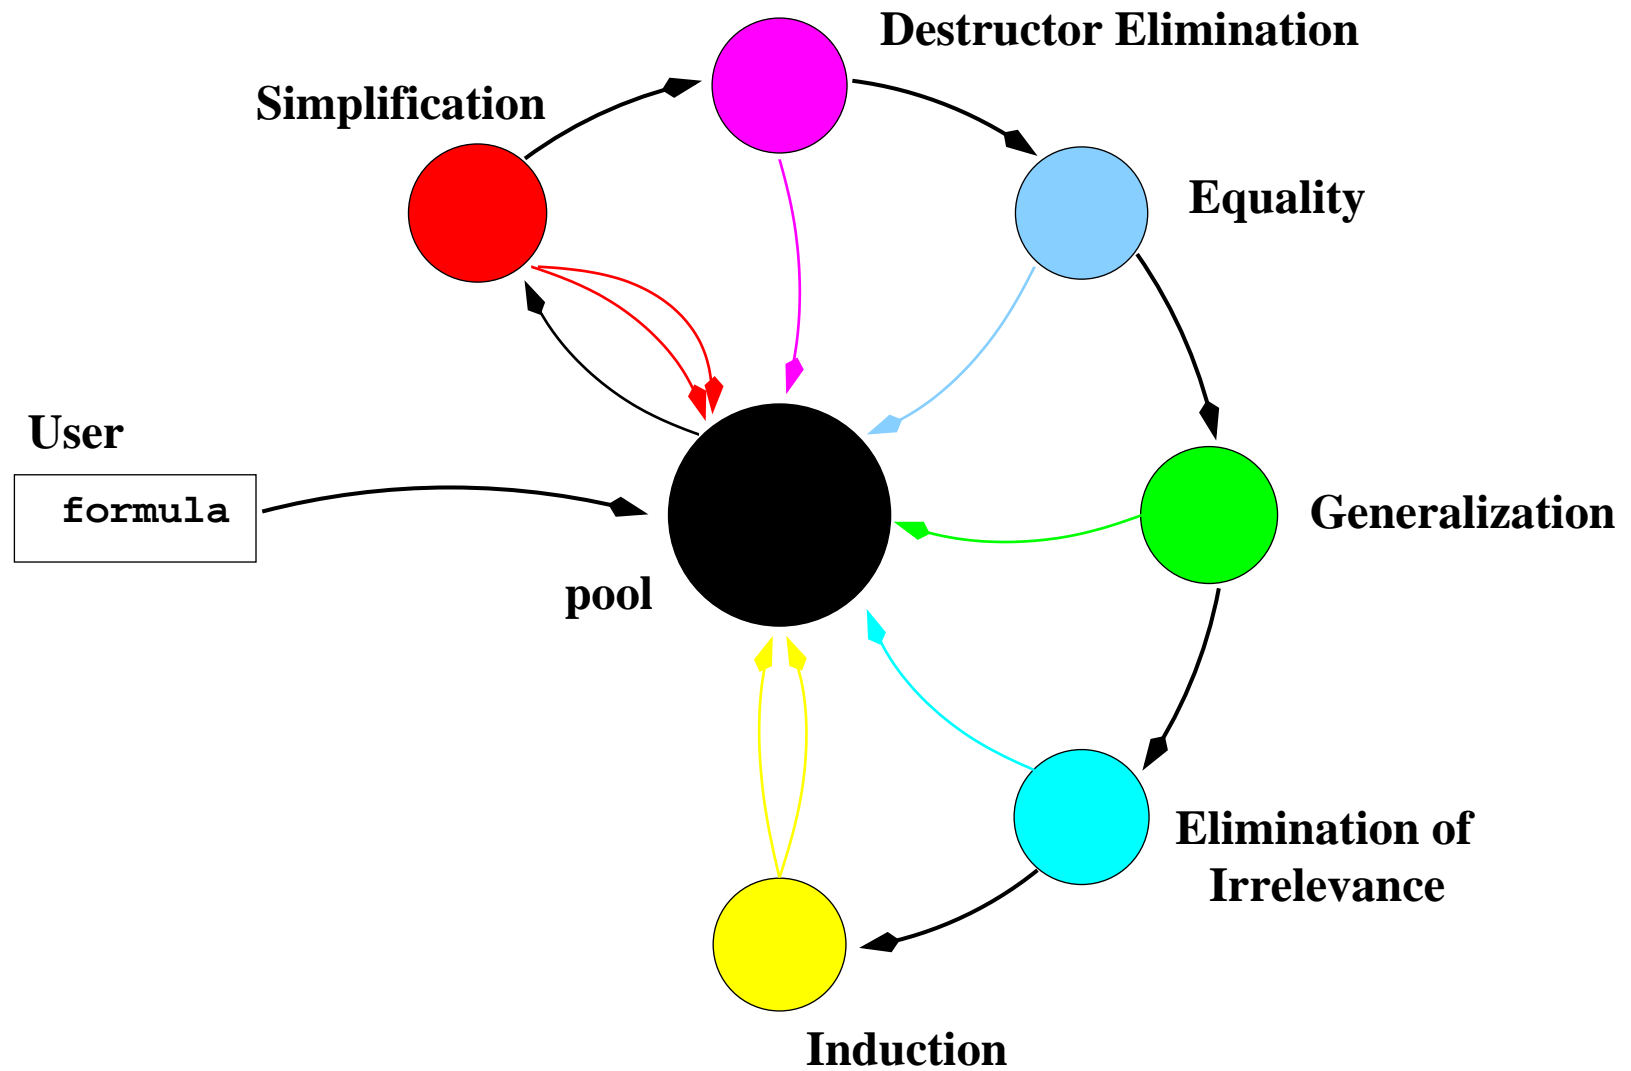 Destructor Elimination
Simplification
Equality
User
formula
Generalization
pool
Elimination of
Irrelevance
Induction